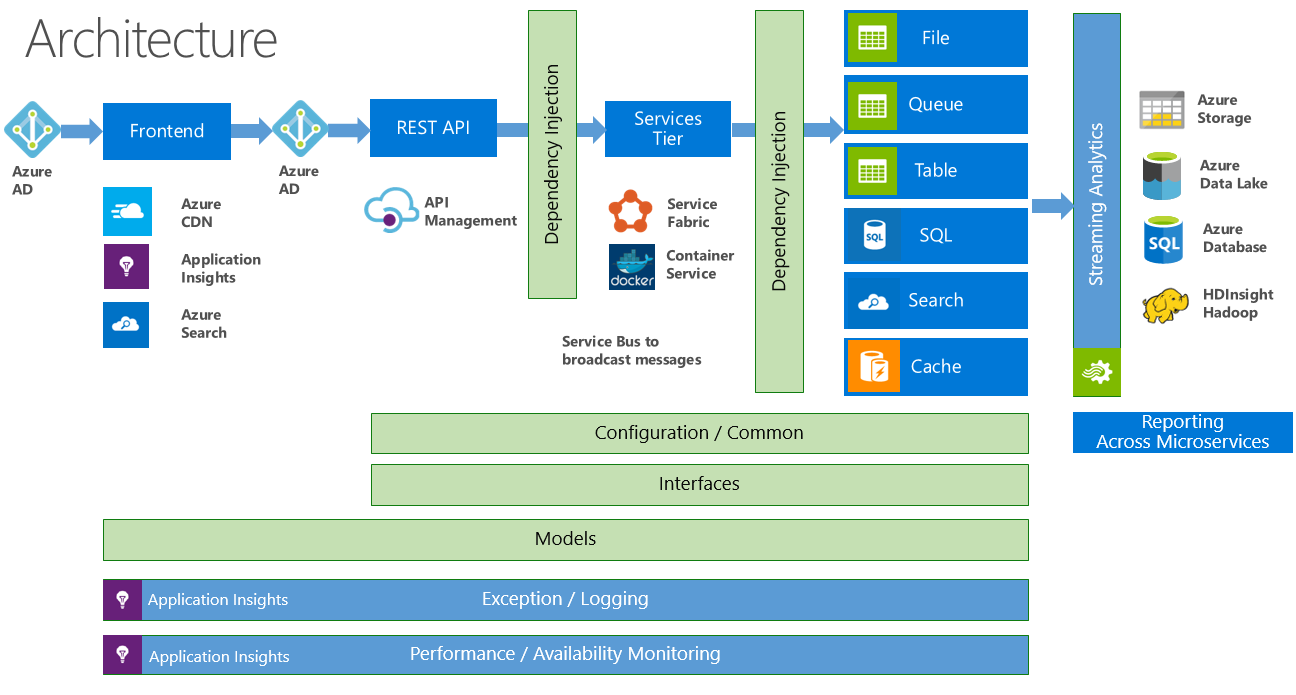 Architecture
Azure
AD
Frontend
Azure
AD
REST API
Dependency Injection
Services
Tier
Dependency Injection
File
Queue
Table
SQL
SQL
Search
Cache
Streaming Analytics
Azure
Storage
Azure
Data Lake
SQL
Azure
Database
HDInsight
Hadoop
Azure
CDN
Application
Insights
Azure
Search
API
Management
Service
Fabric
docker
Container
Service
Service Bus to
broadcast messages
Configuration / Common
Reporting
Across Microservices
Interfaces
Models
Application Insights
Exception / Logging
Application Insights
Performance / Availability Monitoring